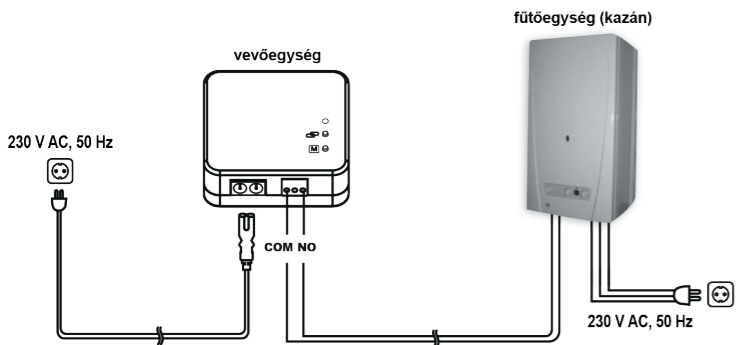 fűtőegység (kazán)
vevőegység
230 V AC, 50 Hz
M
COM NO
230 V AC, 50 Hz